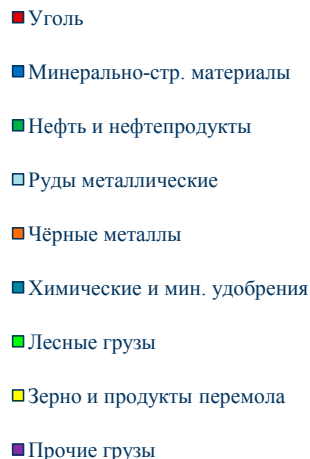 Уголь
Минерально-стр. материалы
Нефть и нефтепродукты
Руды металлические
Чёрные металлы
Химические и мин. удобрения
Лесные грузы
Зерно и продукты перемола
Прочие грузы